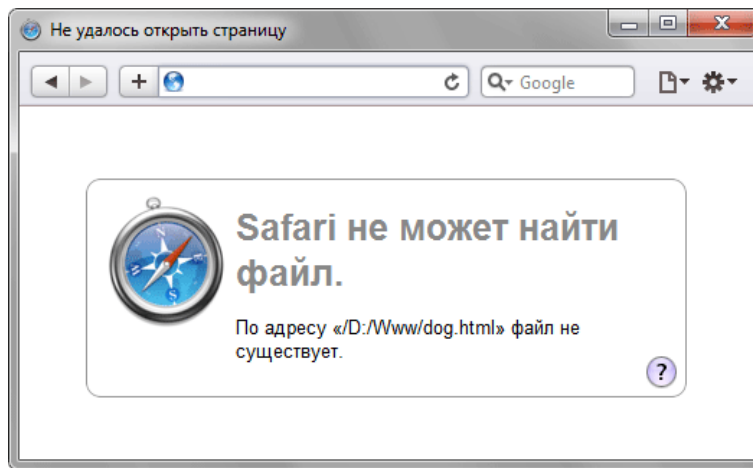 Не удалось открыть страницу
Google
Safari не может найти
файл.
По адресу «/D:/Www/dog.html» файл не
существует.
?